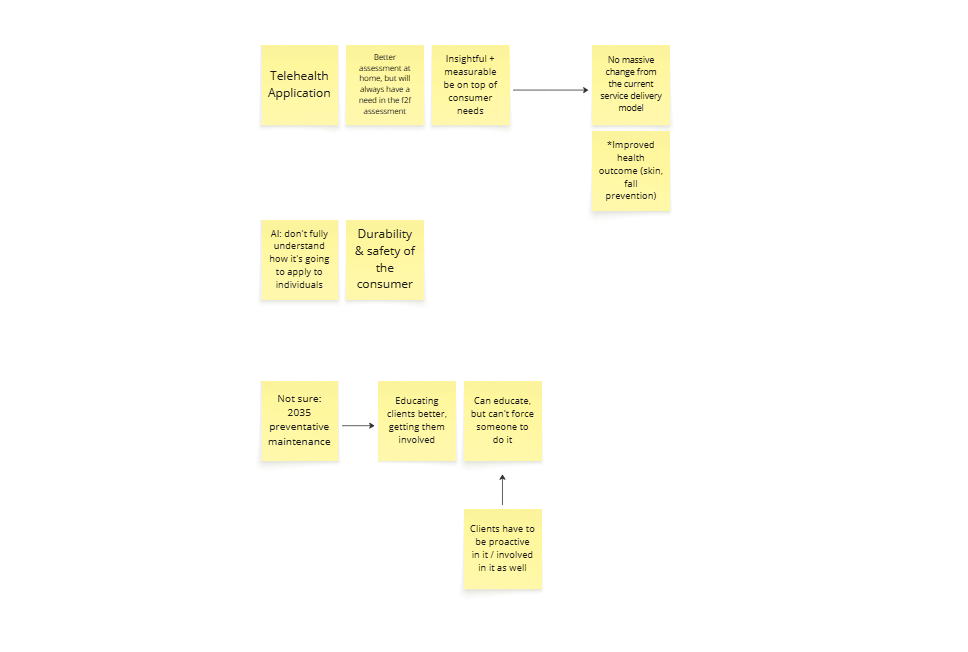 Telehealth
Application
Better
assessment at
home, but will
always have a
need in the f2f
assessment
Insightful +
measurable
be on top of
consumer
needs
No massive
change from
the current
service delivery
model
*Improved
health
outcome (skin,
fall
prevention)
AI: don't fully
understand
how it's going
to apply to
individuals
Durability
& safety of
the
consumer
Not sure:
2035
preventative
maintenance
Educating
clients better,
getting them
involved
Can educate,
but can't force
someone to
do it
Clients have to
be proactive
in it / involved
in it as well